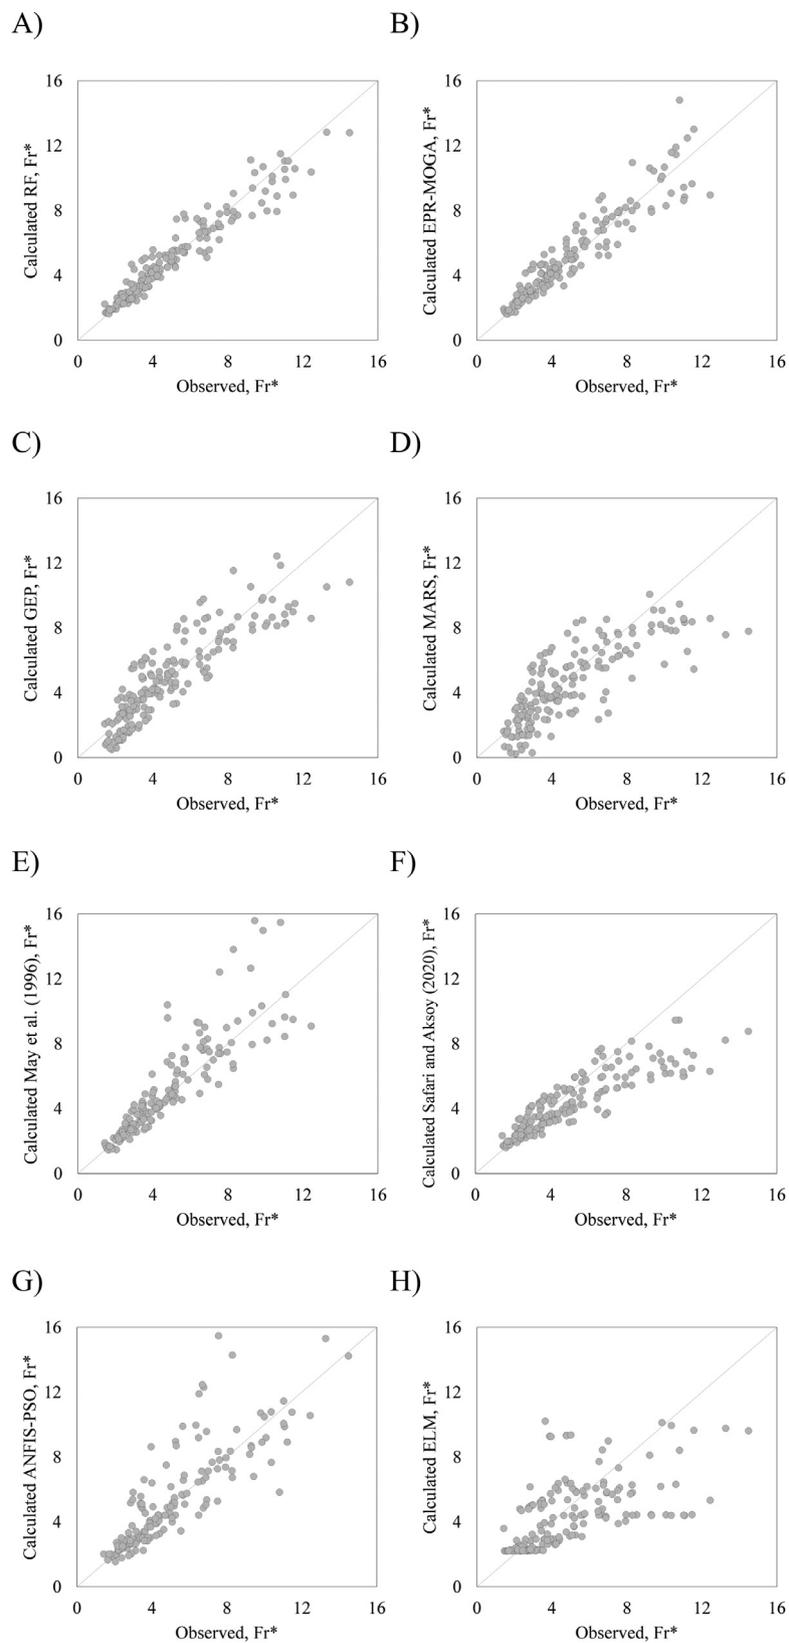 A)
B)
16
12
8
4
0
Calculated RF, Fr*
0 4 8 12 16
Observed, Fr*
16
12
8
4
0
Calculated EPR-MOGA, Fr*
0 4 8 12 16
Observed, Fr*
C)
D)
16
12
8
4
0
Calculated GEP, Fr*
0 4 8 12 16
Observed, Fr*
16
12
8
4
0
Calculated MARS, Fr*
0 4 8 12 16
Observed, Fr*
E)
F)
16
12
8
4
0
Calculated May et al. (1996), Fr*
0 4 8 12 16
Observed, Fr*
16
12
8
4
0
Calculated Safari and Aksoy (2020), Fr*
0 4 8 12 16
Observed, Fr*
G)
H)
16
12
8
4
0
Calculated ANFIS-PSO, Fr*
0 4 8 12 16
Observed, Fr*
16
12
8
4
0
Calculated ELM, Fr*
0 4 8 12 16
Observed, Fr*